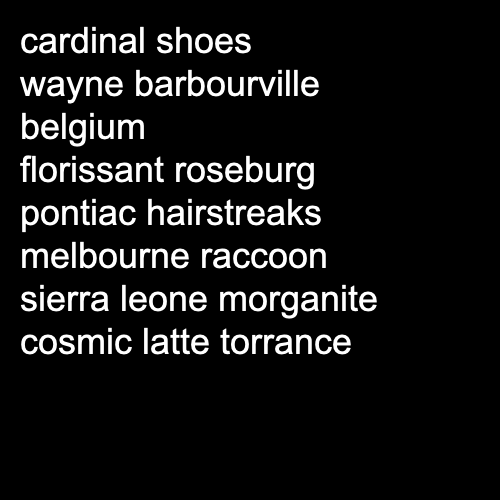 cardinal shoes
wayne barbourville
belgium
florissant roseburg
pontiac hairstreaks
melbourne raccoon
sierra leone morganite
cosmic latte torrance